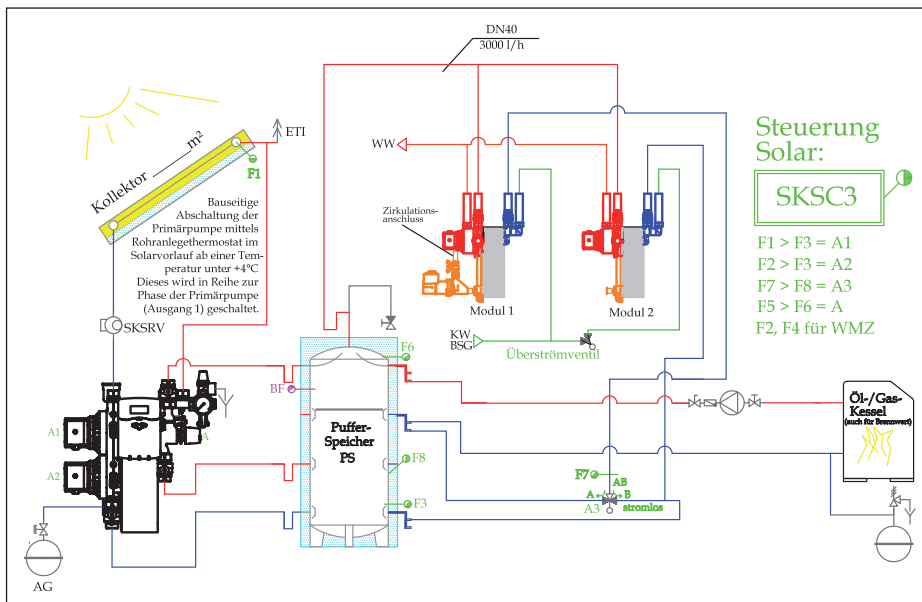 DN40
3000 l/h
ETI
WW
F1
Kollektor ____ m²
Bauseitige
Abschaltung der
Primärpumpe mittels
Rohranlegethermostat im
Solarvorlauf ab einer Tem-
peratur unter +4°C
Dieses wird in Reihe zur
Phase der Primärpumpe
(Ausgang 1) geschaltet.
Zirkulations-
anschluss
Steuerung
Solar:
SKSC3
F1 > F3 = A1
F2 > F3 = A2
F7 > F8 = A3
F5 > F6 = A
F2, F4 für WMZ
Modul 1
Modul 2
SKSRV
KW
BSG
Überströmventil
F6
BF
Puffer-
Speicher
PS
F8
F3
A1
A2
A
Öl-/Gas-
Kessel
(auch für Brennwert)
F7
AB
A
B
A3
stromlos
AG